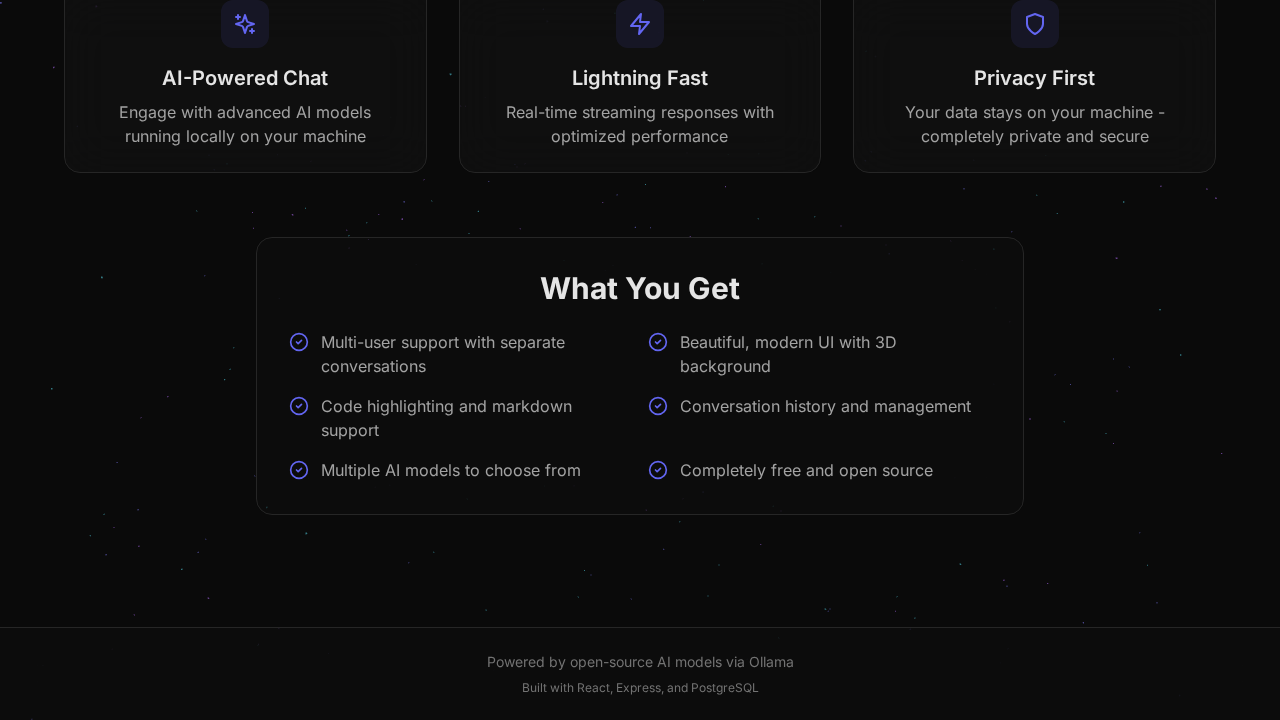 AI-Powered Chat
Engage with advanced AI models
running locally on your machine
Lightning Fast
Real-time streaming responses with
optimized performance
Privacy First
Your data stays on your machine -
completely private and secure
What You Get
Multi-user support with separate
conversations
Beautiful, modern UI with 3D
background
Code highlighting and markdown
support
Conversation history and management
Multiple AI models to choose from
Completely free and open source
Powered by open-source AI models via Ollama
Built with React, Express, and PostgreSQL